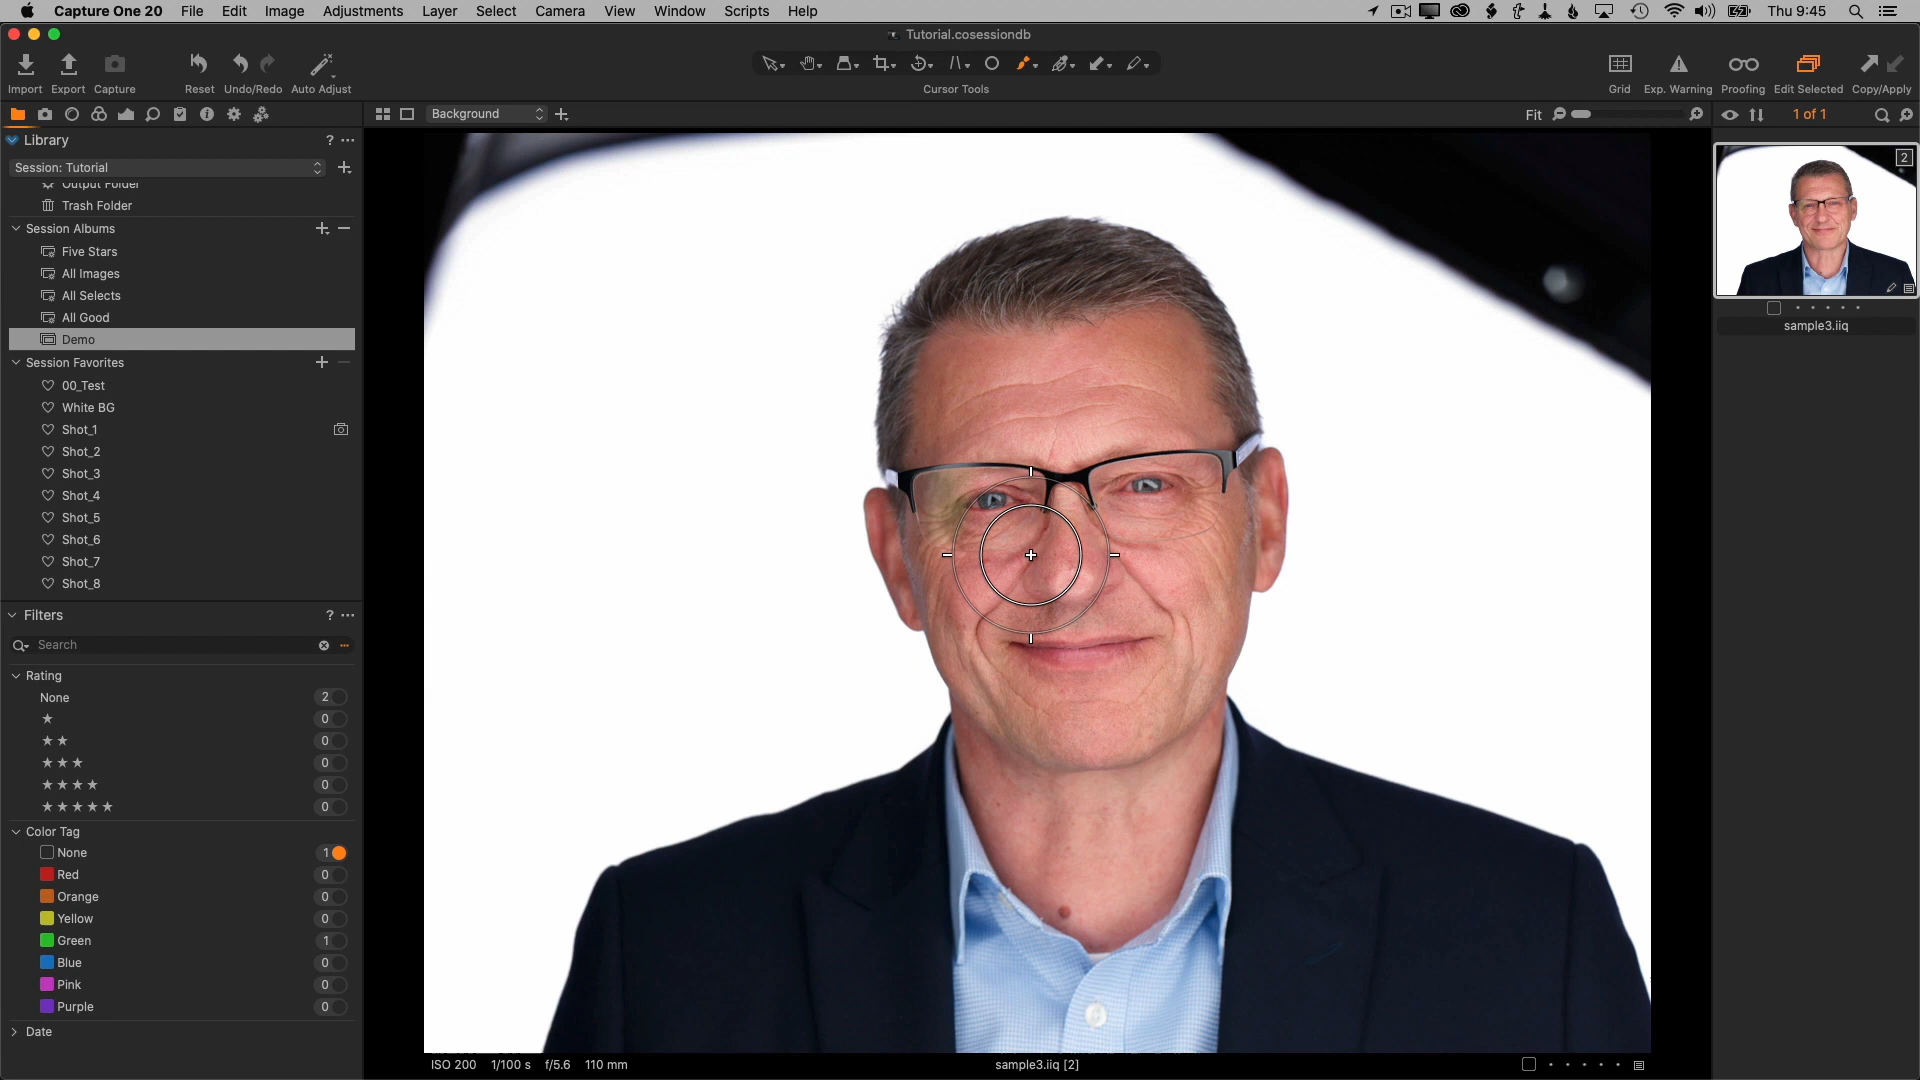 Capture One 20 File Edit Image Adjustments Layer Select Camera View Window Scripts Help Thu 9:45
Tutorial.cosessiondb
Import Export Capture Reset Undo/Redo Auto Adjust Cursor Tools Grid Exp. Warning Proofing Edit Selected Copy/Apply
Background Fit 1 of 1
Library ?
Session: Tutorial
Output Folder
Trash Folder
Session Albums
Five Stars
All Images
All Selects
All Good
Demo
Session Favorites
00_Test
White BG
Shot_1
Shot_2
Shot_3
Shot_4
Shot_5
Shot_6
Shot_7
Shot_8
Filters ?
Search
Rating
None 2
★ 0
★ ★ 0
★ ★ ★ 0
★ ★ ★ ★ 0
★ ★ ★ ★ ★ 0
Color Tag
None 1
Red 0
Orange 0
Yellow 0
Green 1
Blue 0
Pink 0
Purple 0
Date
2
sample3.iiq
ISO 200 1/100 s f/5.6 110 mm sample3.iiq [2]